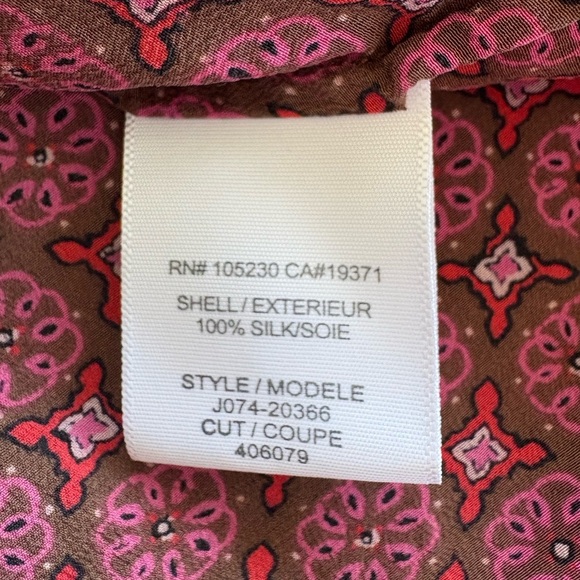 RN# 105230 CA#19371
SHELL/EXTERIEUR
100% SILK/SOIE
STYLE/MODELE
J074-20366
CUT/COUPE
406079